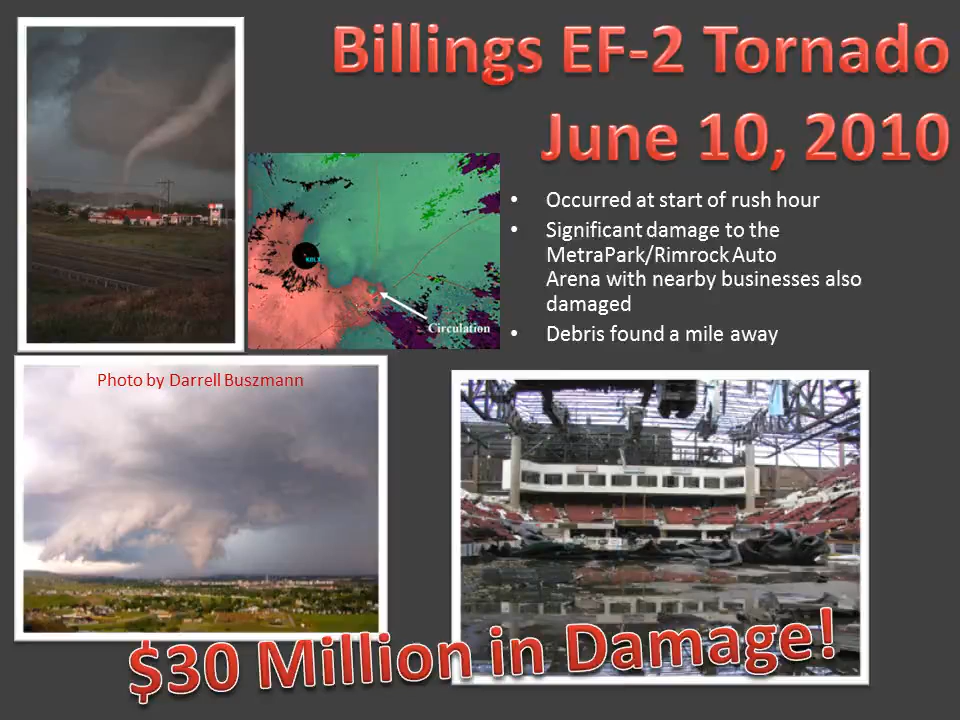 Billings EF-2 Tornado
June 10, 2010
• Occurred at start of rush hour
• Significant damage to the
MetraPark/Rimrock Auto
Arena with nearby businesses also
damaged
• Debris found a mile away
Circulation
Photo by Darrell Buszmann
$30 Million in Damage!